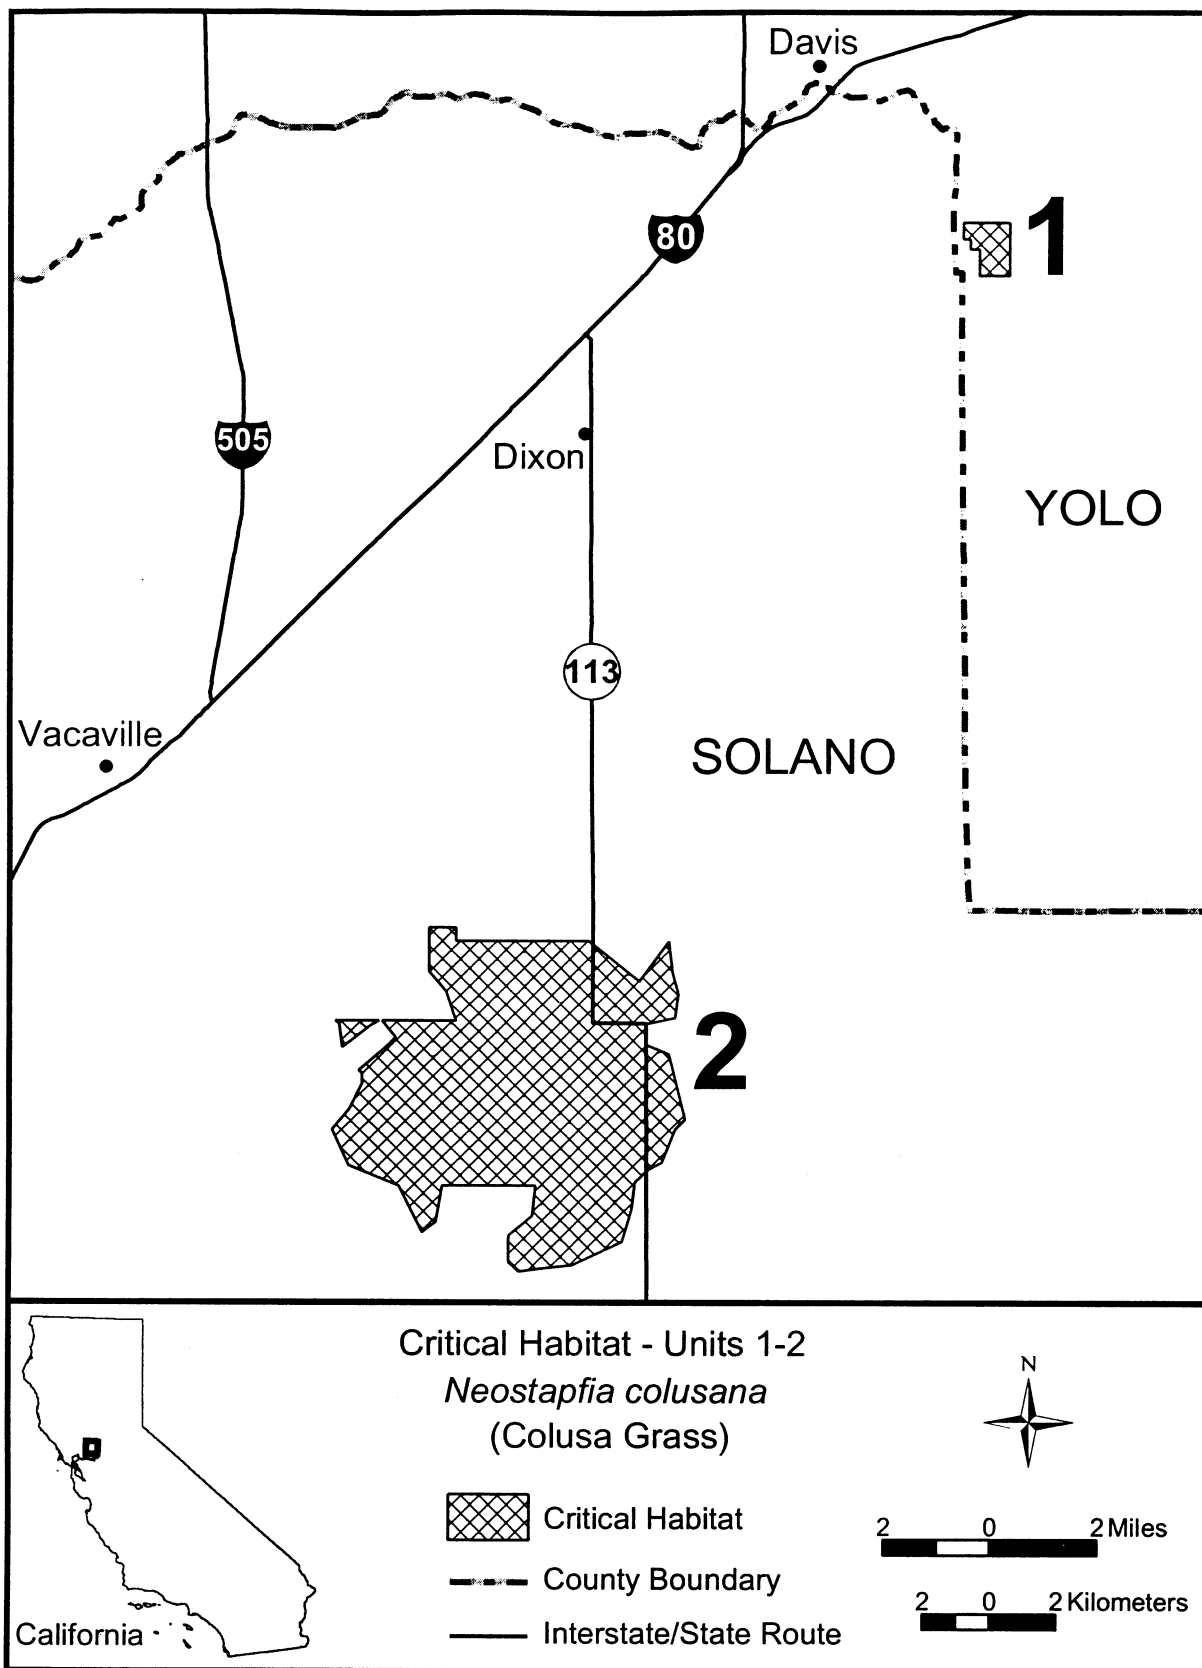 Davis
1
80
505
Dixon
YOLO
113
Vacaville
SOLANO
2
Critical Habitat - Units 1-2
Neostapfia colusana
(Colusa Grass)
N
Critical Habitat
2 0 2 Miles
County Boundary
2 0 2 Kilometers
Interstate/State Route
California